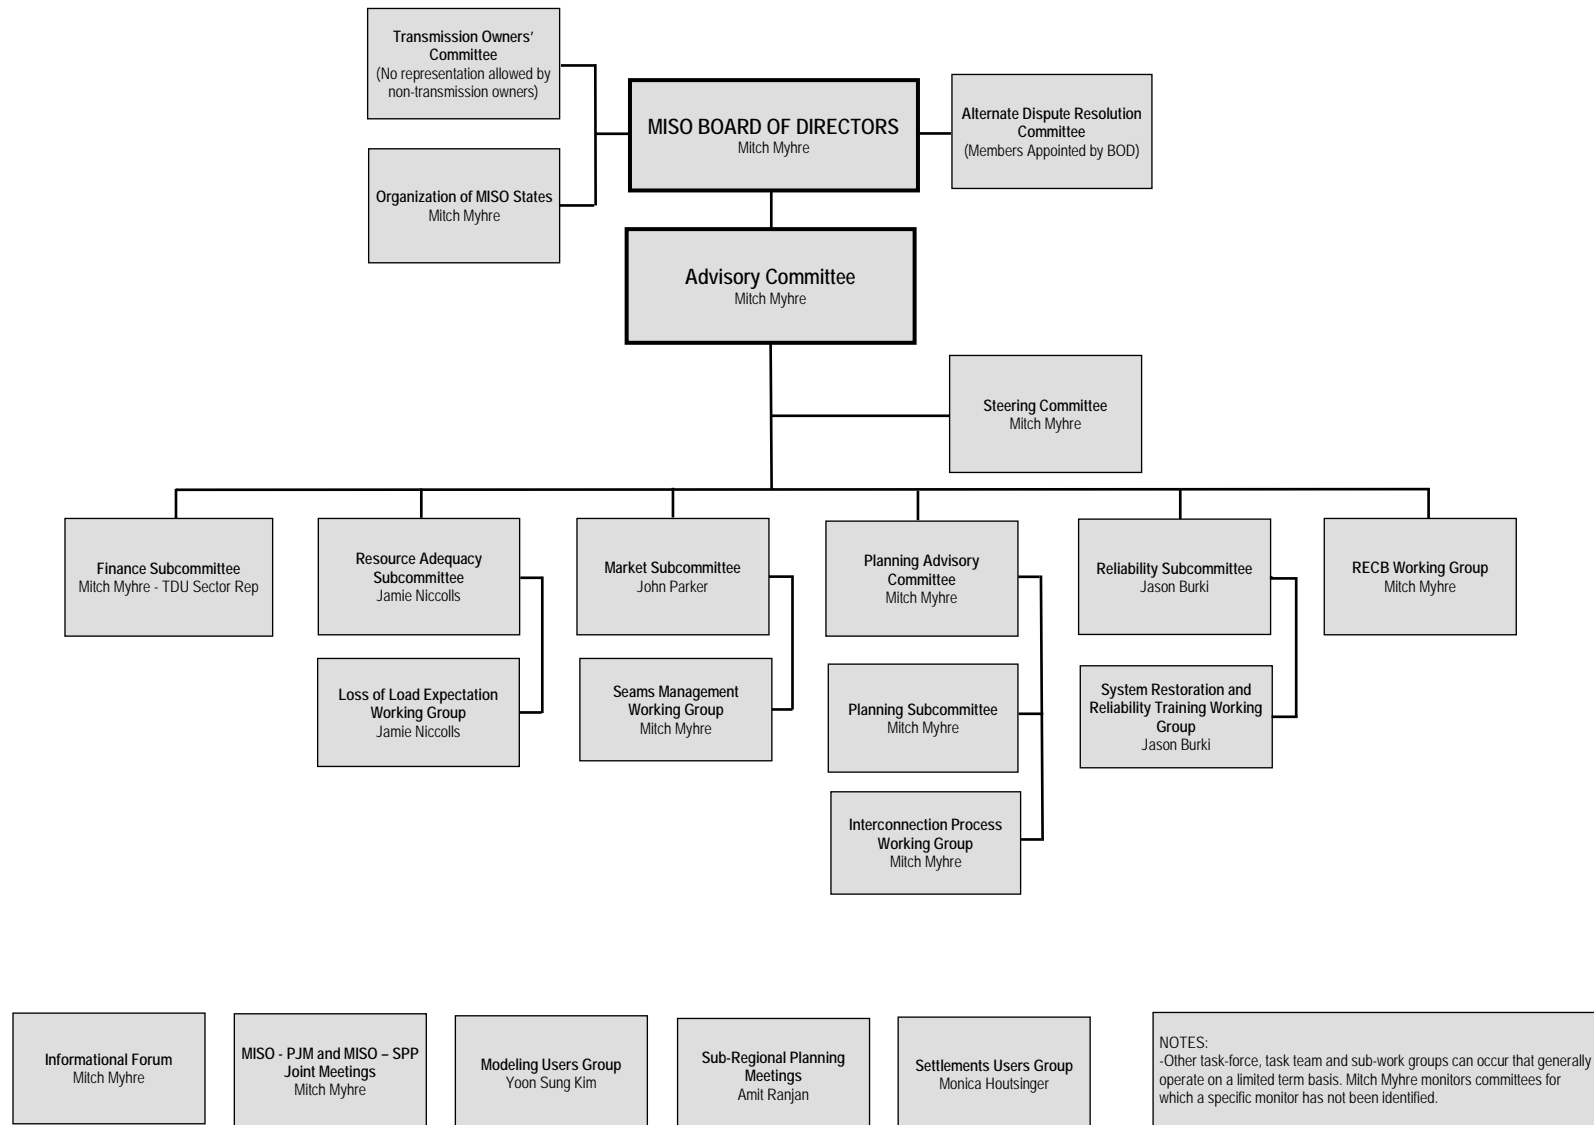 Transmission Owners'
Committee
(No representation allowed by
non-transmission owners)
MISO BOARD OF DIRECTORS
Mitch Myhre
Alternate Dispute Resolution
Committee
(Members Appointed by BOD)
Organization of MISO States
Mitch Myhre
Advisory Committee
Mitch Myhre
Steering Committee
Mitch Myhre
Finance Subcommittee
Mitch Myhre - TDU Sector Rep
Resource Adequacy
Subcommittee
Jamie Niccolls
Market Subcommittee
John Parker
Planning Advisory
Committee
Mitch Myhre
Reliability Subcommittee
Jason Burki
RECB Working Group
Mitch Myhre
Loss of Load Expectation
Working Group
Jamie Niccolls
Seams Management
Working Group
Mitch Myhre
Planning Subcommittee
Mitch Myhre
System Restoration and
Reliability Training Working
Group
Jason Burki
Interconnection Process
Working Group
Mitch Myhre
Informational Forum
Mitch Myhre
MISO - PJM and MISO – SPP
Joint Meetings
Mitch Myhre
Modeling Users Group
Yoon Sung Kim
Sub-Regional Planning
Meetings
Amit Ranjan
Settlements Users Group
Monica Houtsinger
NOTES:
-Other task-force, task team and sub-work groups can occur that generally
operate on a limited term basis. Mitch Myhre monitors committees for
which a specific monitor has not been identified.